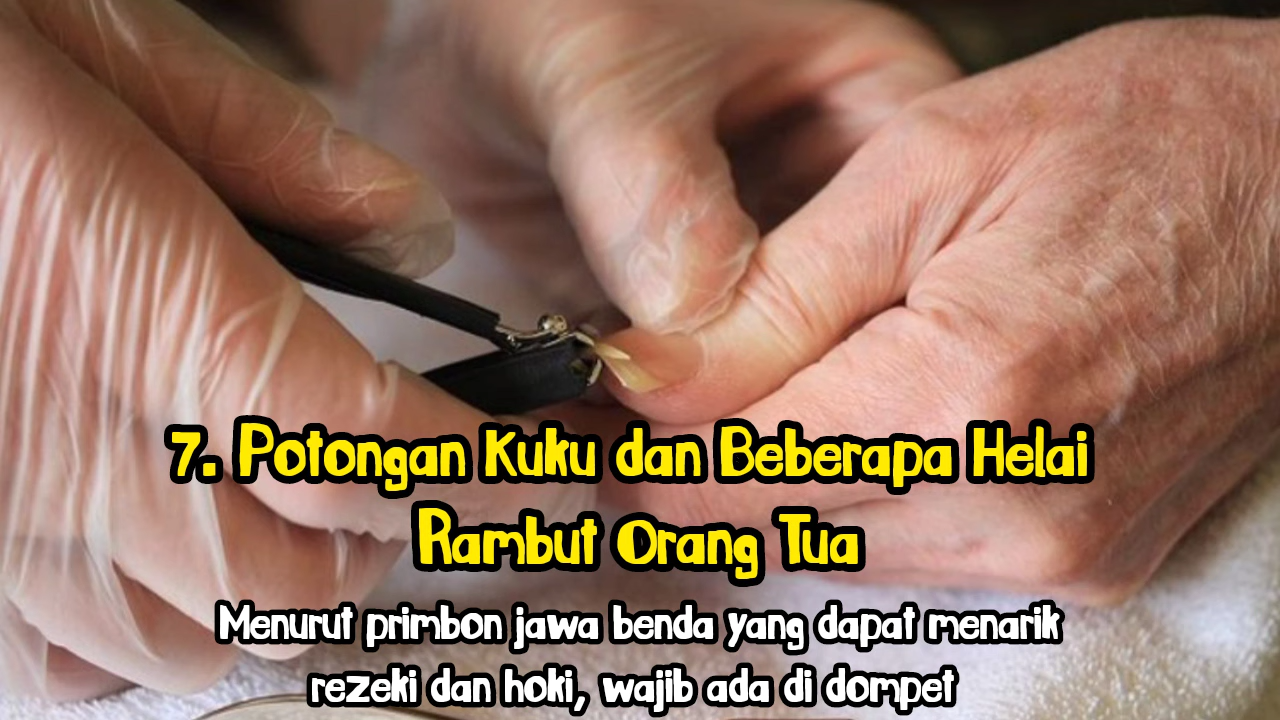 7. Potongan Kuku dan Beberapa Helai
Rambut Orang Tua
Menurut primbon jawa benda yang dapat menarik
rezeki dan hoki, wajib ada di dompet